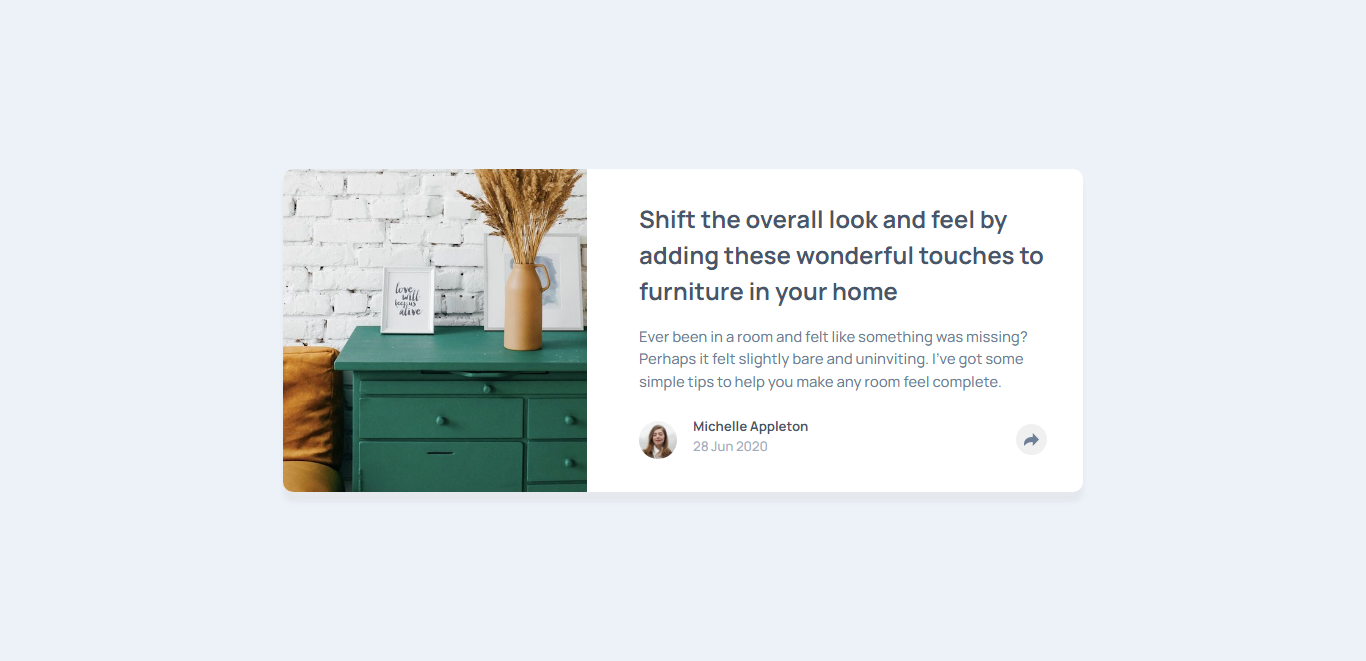 love
will
keep us
alive
Shift the overall look and feel by
adding these wonderful touches to
furniture in your home
Ever been in a room and felt like something was missing?
Perhaps it felt slightly bare and uninviting. I've got some
simple tips to help you make any room feel complete.
Michelle Appleton
28 Jun 2020